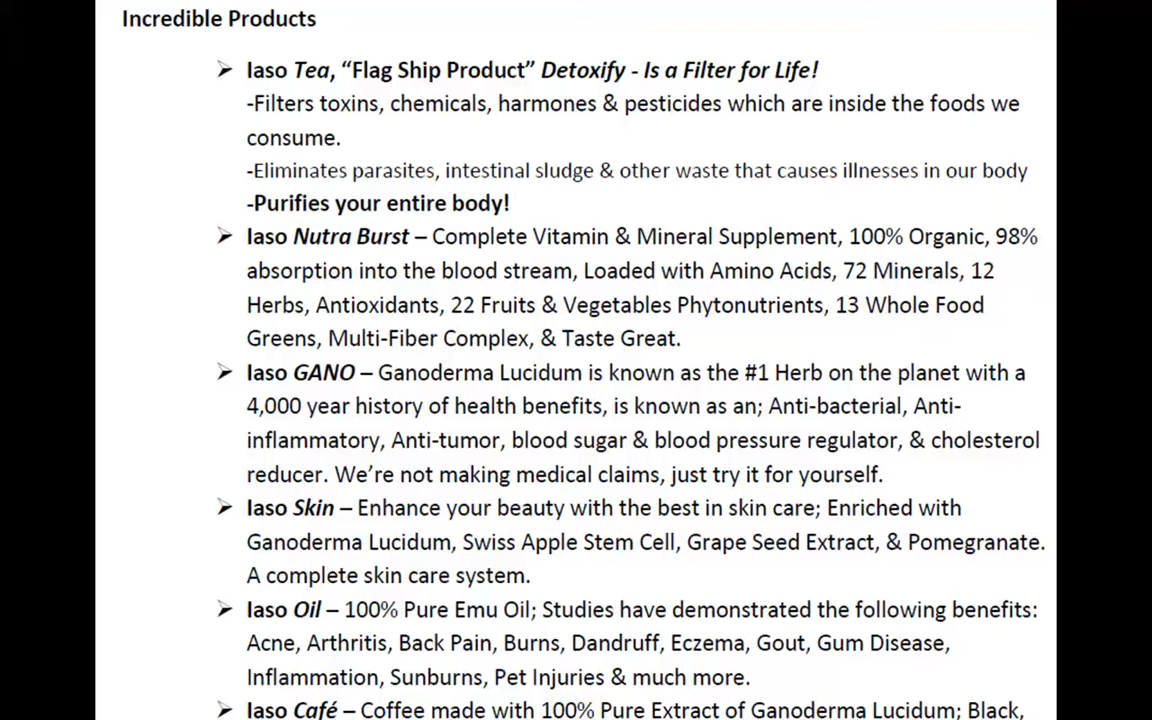 Incredible Products
➢ Iaso Tea, “Flag Ship Product” Detoxify - Is a Filter for Life!
-Filters toxins, chemicals, harmones & pesticides which are inside the foods we
consume.
-Eliminates parasites, intestinal sludge & other waste that causes illnesses in our body
-Purifies your entire body!
➢ Iaso Nutra Burst – Complete Vitamin & Mineral Supplement, 100% Organic, 98%
absorption into the blood stream, Loaded with Amino Acids, 72 Minerals, 12
Herbs, Antioxidants, 22 Fruits & Vegetables Phytonutrients, 13 Whole Food
Greens, Multi-Fiber Complex, & Taste Great.
➢ Iaso GANO – Ganoderma Lucidum is known as the #1 Herb on the planet with a
4,000 year history of health benefits, is known as an; Anti-bacterial, Anti-
inflammatory, Anti-tumor, blood sugar & blood pressure regulator, & cholesterol
reducer. We’re not making medical claims, just try it for yourself.
➢ Iaso Skin – Enhance your beauty with the best in skin care; Enriched with
Ganoderma Lucidum, Swiss Apple Stem Cell, Grape Seed Extract, & Pomegranate.
A complete skin care system.
➢ Iaso Oil – 100% Pure Emu Oil; Studies have demonstrated the following benefits:
Acne, Arthritis, Back Pain, Burns, Dandruff, Eczema, Gout, Gum Disease,
Inflammation, Sunburns, Pet Injuries & much more.
➢ Iaso Café – Coffee made with 100% Pure Extract of Ganoderma Lucidum; Black,